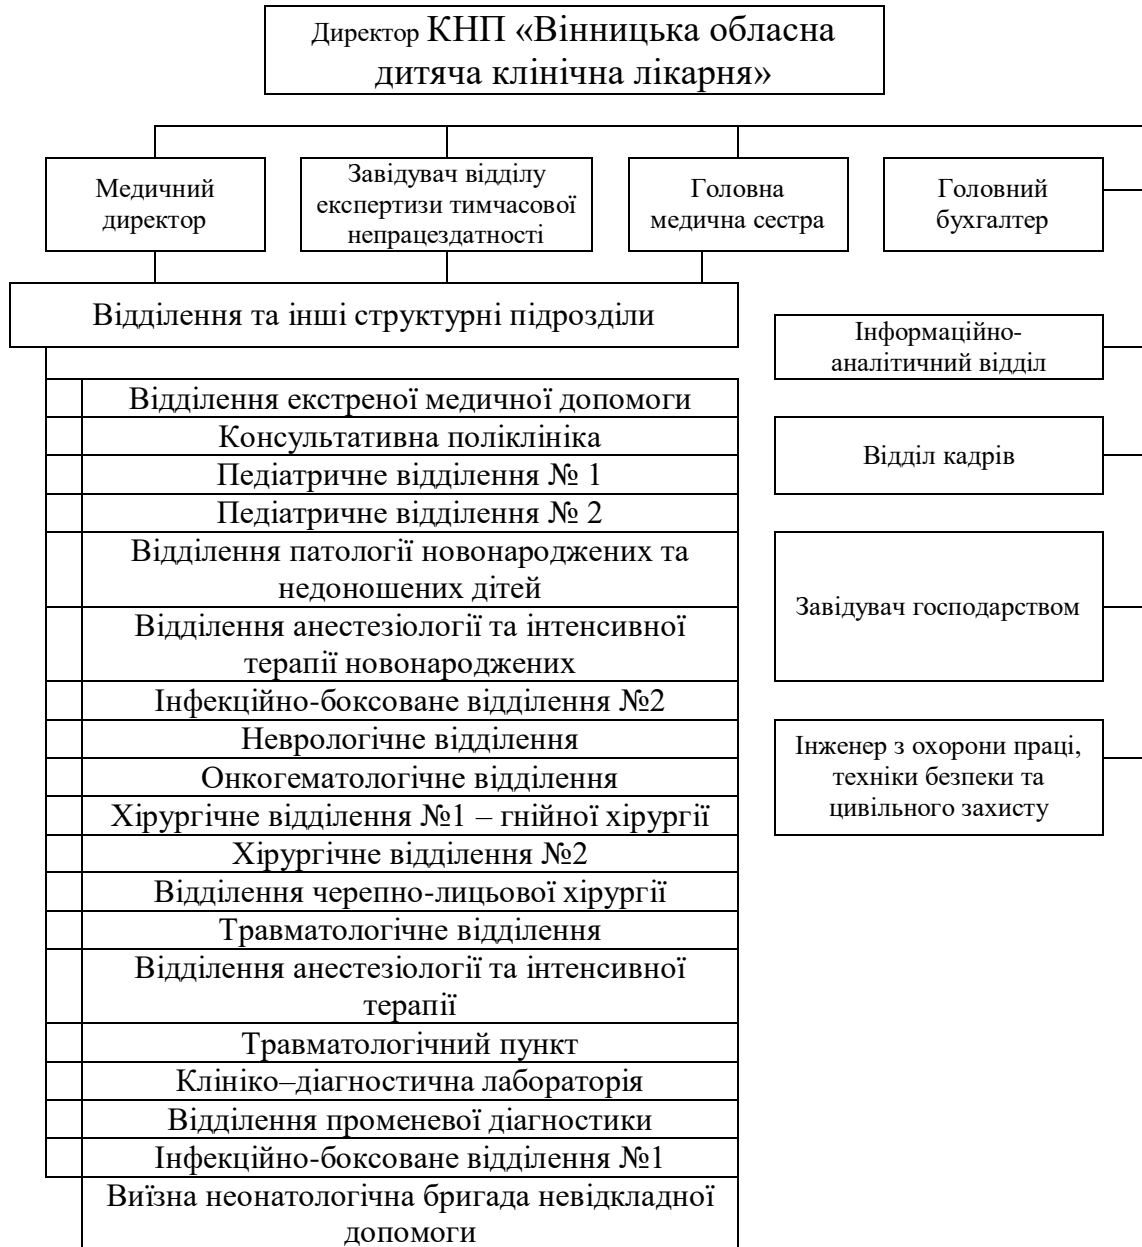 Директор КНП «Вінницька обласна
дитяча клінічна лікарня»
Медичний
директор
Завідувач відділу
експертизи тимчасової
непрацездатності
Головна
медична сестра
Головний
бухгалтер
Відділення та інші структурні підрозділи
Інформаційно-
аналітичний відділ
Відділ кадрів
Завідувач господарством
Інженер з охорони праці,
техніки безпеки та
цивільного захисту
Відділення екстреної медичної допомоги
Консультативна поліклініка
Педіатричне відділення № 1
Педіатричне відділення № 2
Відділення патології новонароджених та
недоношених дітей
Відділення анестезіології та інтенсивної
терапії новонароджених
Інфекційно-боксоване відділення №2
Неврологічне відділення
Онкогематологічне відділення
Хірургічне відділення №1 – гнійної хірургії
Хірургічне відділення №2
Відділення черепно-лицьової хірургії
Травматологічне відділення
Відділення анестезіології та інтенсивної
терапії
Травматологічний пункт
Клініко–діагностична лабораторія
Відділення променевої діагностики
Інфекційно-боксоване відділення №1
Виїзна неонатологічна бригада невідкладної
допомоги